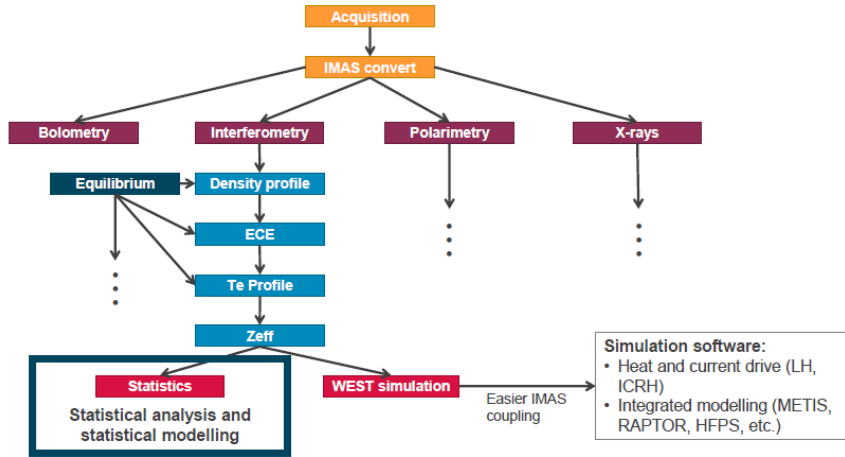 Acquisition
IMAS convert
Bolometry
Interferometry
Polarimetry
X-rays
Equilibrium
Density profile
ECE
Te Profile
Zeff
Statistics
WEST simulation
Statistical analysis and
statistical modelling
Easier IMAS
coupling
Simulation software:
• Heat and current drive (LH,
ICRH)
• Integrated modelling (METIS,
RAPTOR, HFPS, etc.)